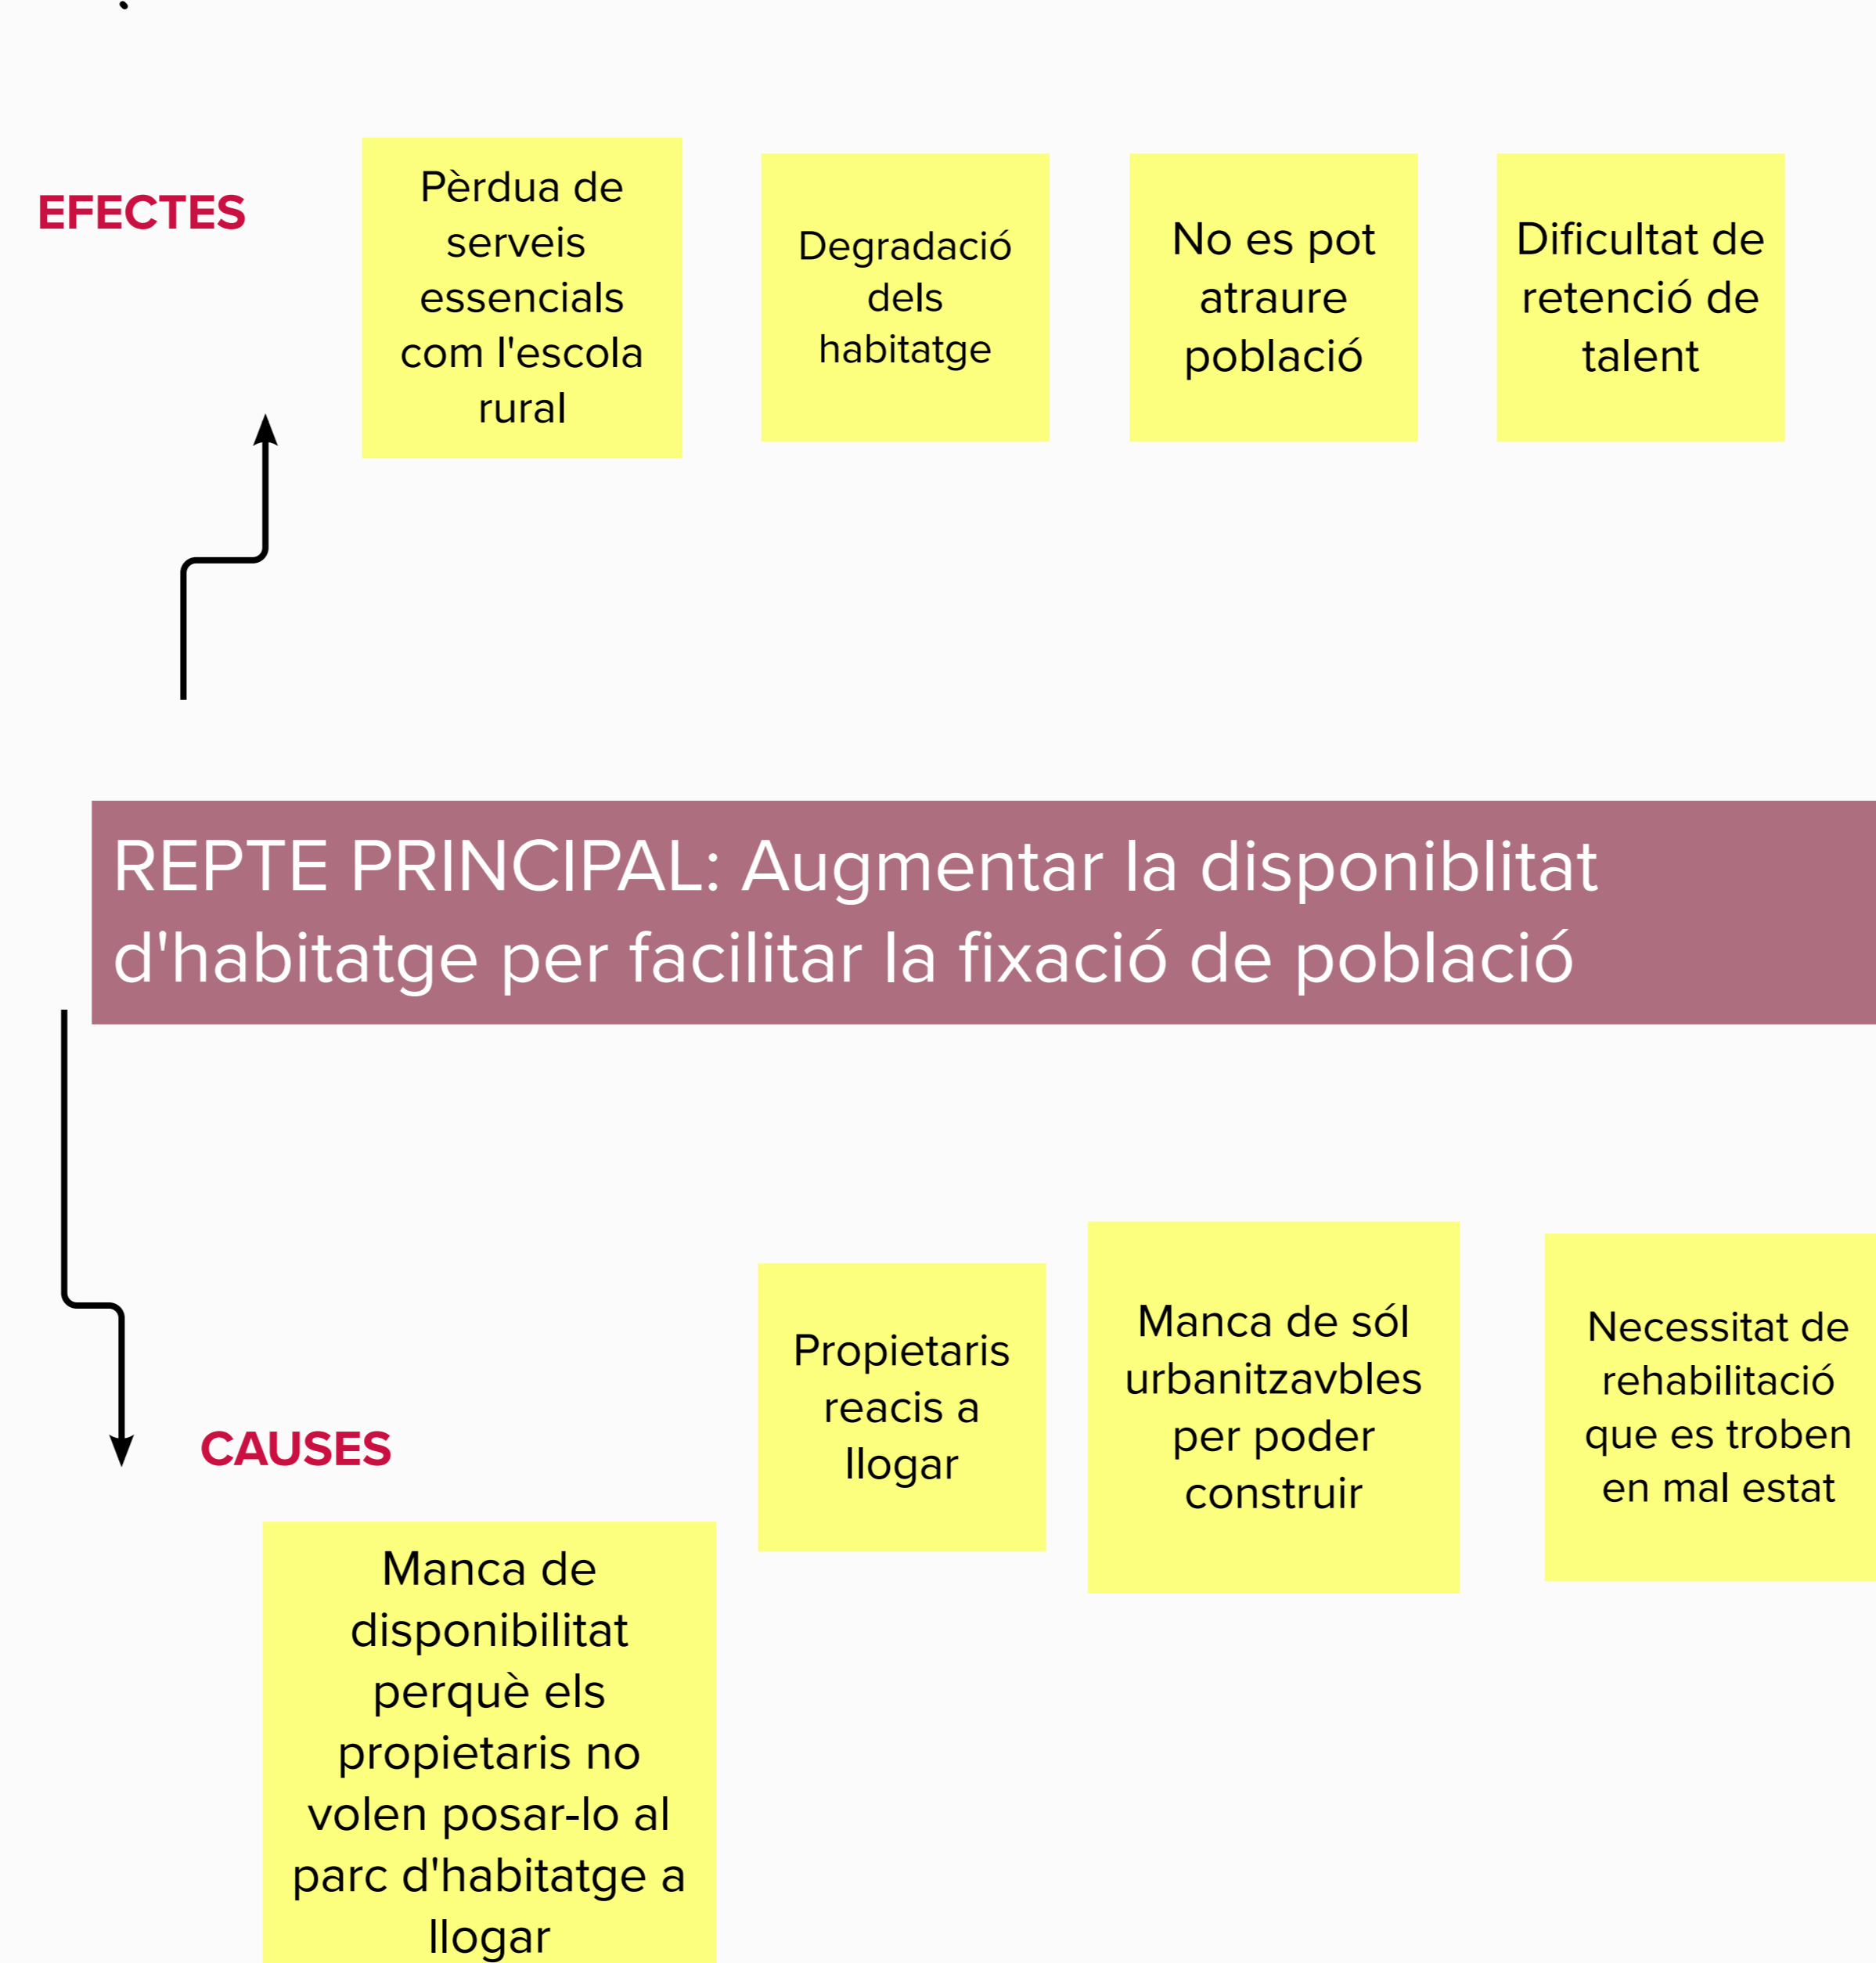 EFECTES
Pèrdua de
serveis
essencials
com l'escola
rural
Degradació
dels
habitatge
No es pot
atraure
població
Dificultat de
retenció de
talent
REPTE PRINCIPAL: Augmentar la disponiblitat
d'habitatge per facilitar la fixació de població
CAUSES
Manca de
disponibilitat
perquè els
propietaris no
volen posar-lo al
parc d'habitatge a
llogar
Propietaris
reacis a
llogar
Manca de sól
urbanitzavbles
per poder
construir
Necessitat de
rehabilitació
que es troben
en mal estat